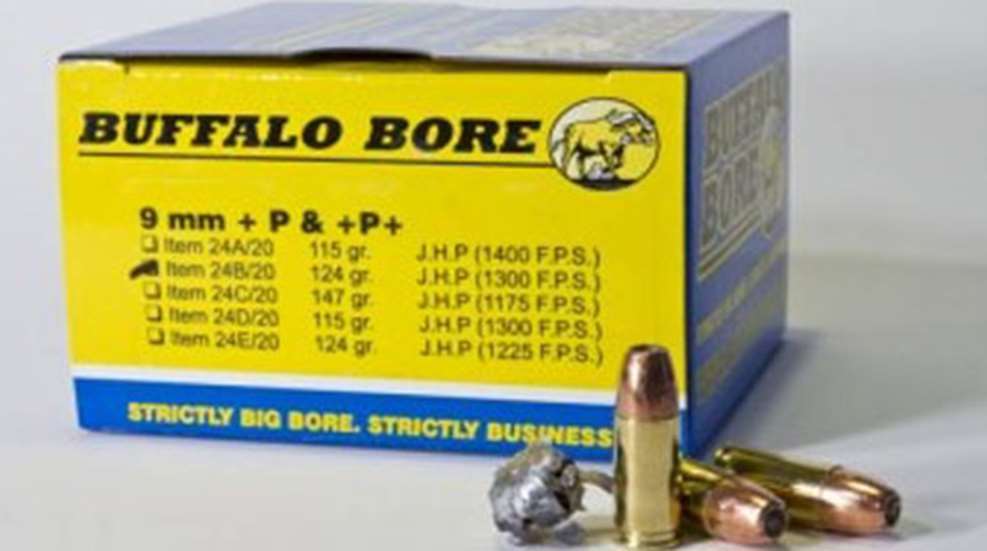 BUFFALO BORE
9 mm + P & +P+
Item 24A/20 115 gr. J.H.P (1400 F.P.S.)
Item 24B/20 124 gr. J.H.P (1300 F.P.S.)
Item 24C/20 147 gr. J.H.P (1175 F.P.S.)
Item 24D/20 115 gr. J.H.P (1300 F.P.S.)
Item 24E/20 124 gr. J.H.P (1225 F.P.S.)
STRICTLY BIG BORE. STRICTLY BUSINESS
BUFFALO
BORE